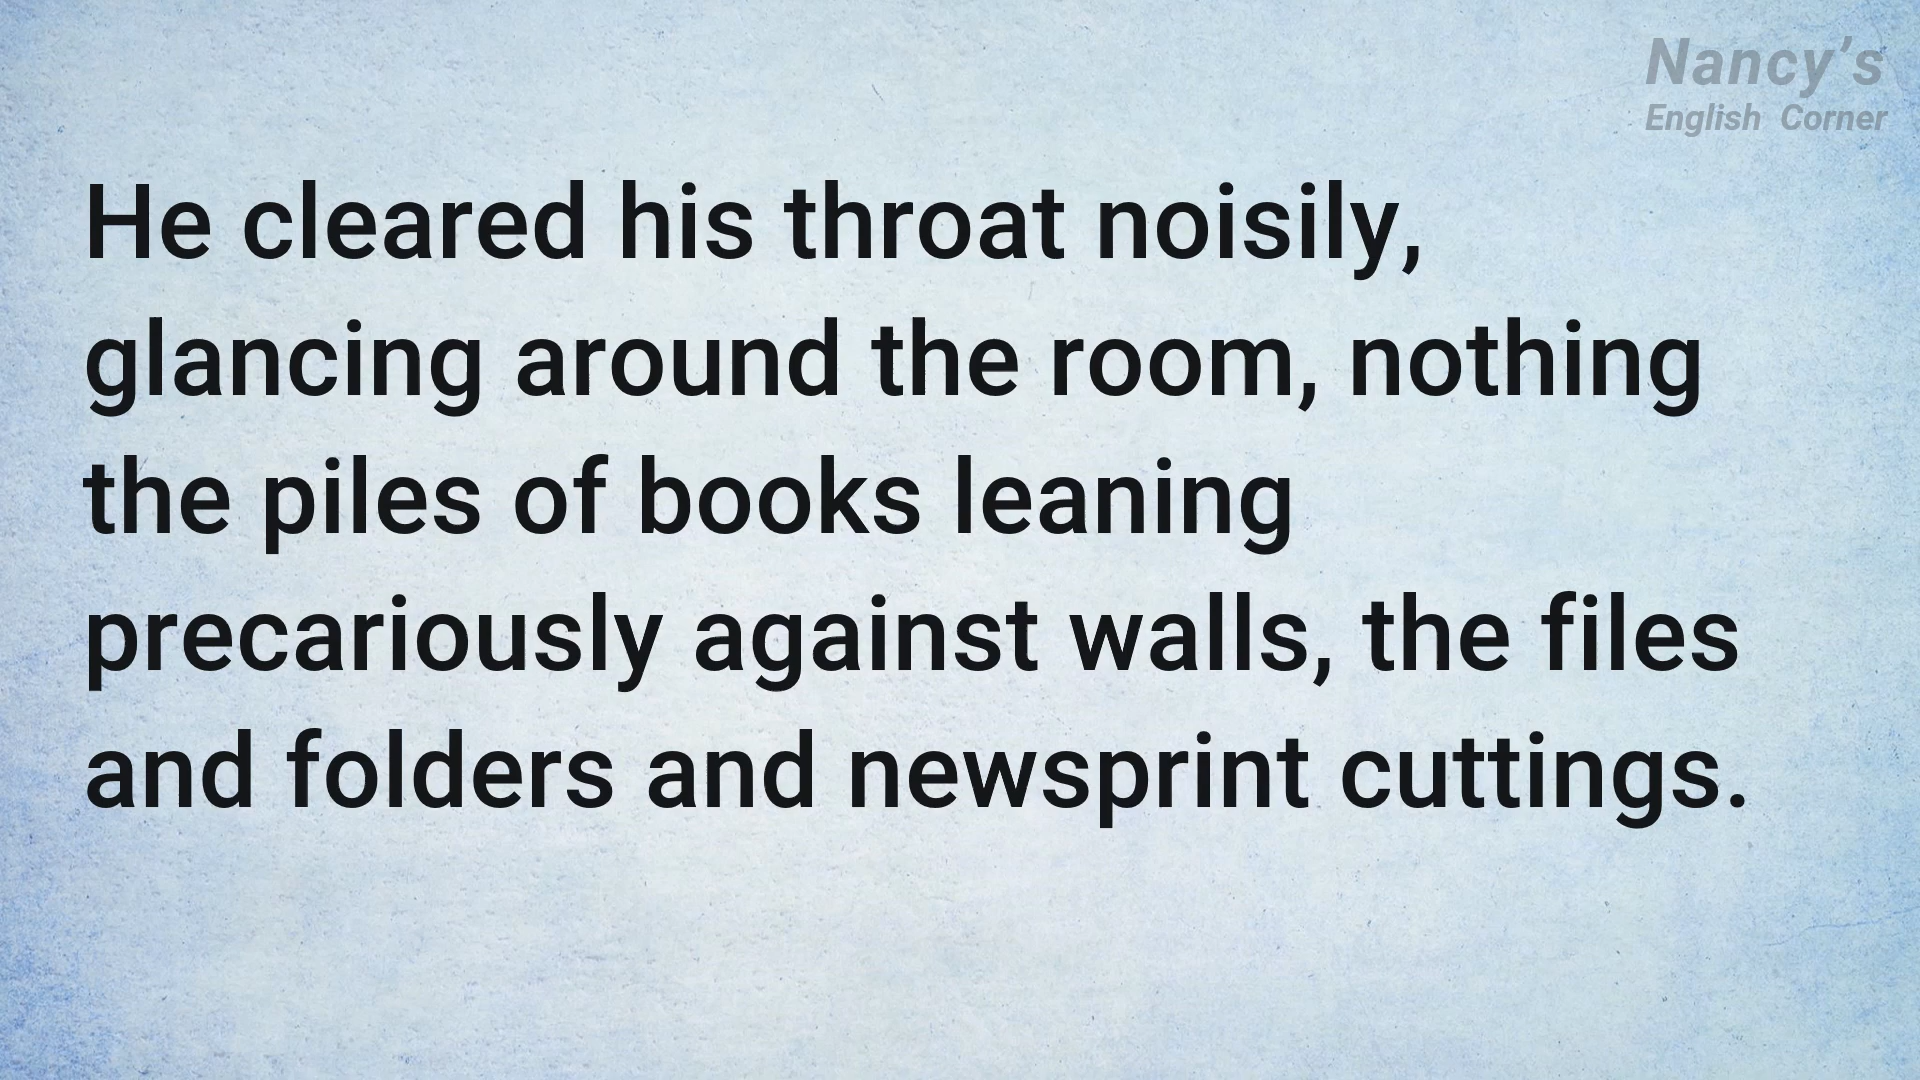 Nancy’s
English Corner
He cleared his throat noisily,
glancing around the room, nothing
the piles of books leaning
precariously against walls, the files
and folders and newsprint cuttings.